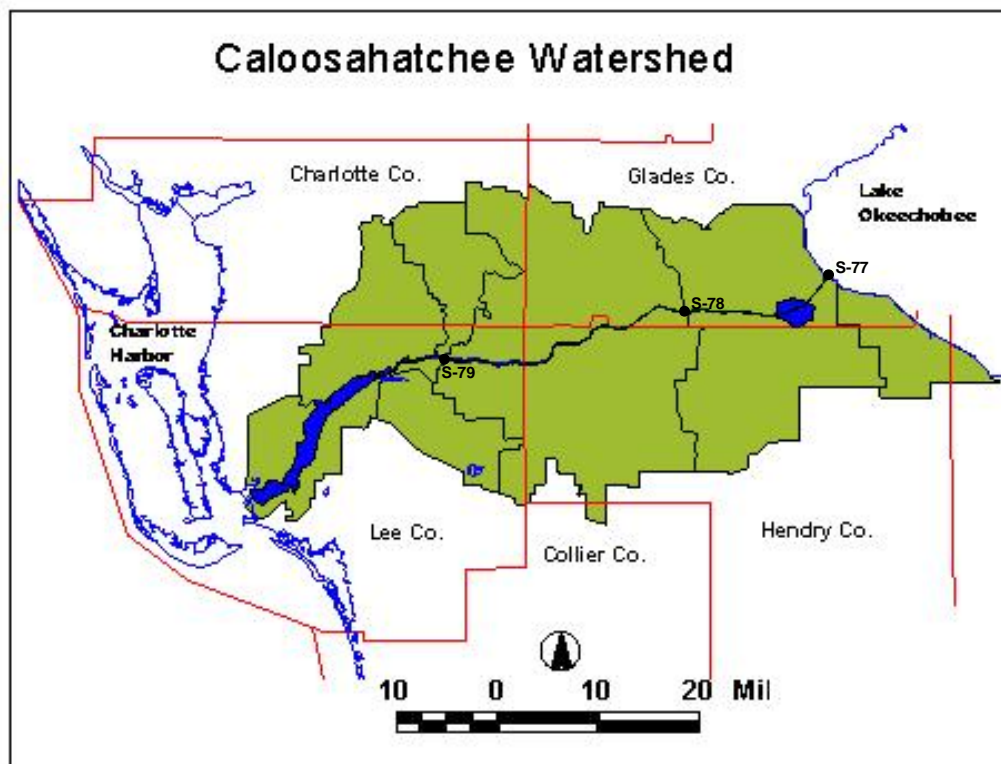 Caloosahatchee Watershed
Charlotte Co.
Glades Co.
Lake
Okeechobee
S-77
S-78
Charlotte
Harbor
S-79
Lee Co.
Collier Co.
Hendry Co.
10 0 10 20 Mil